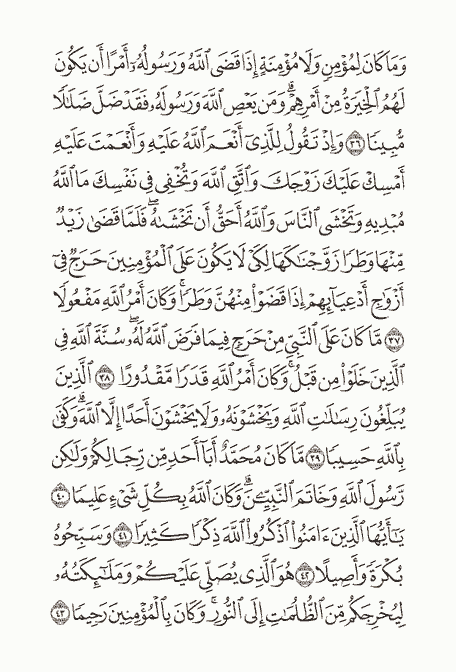 وَمَا كَانَ لِمُؤْمِنٍ وَلَا مُؤْمِنَةٍ إِذَا قَضَى ٱللَّهُ وَرَسُولُهُۥٓ أَمْرًا أَن يَكُونَ
لَهُمُ ٱلْخِيَرَةُ مِنْ أَمْرِهِمْ ۗ وَمَن يَعْصِ ٱللَّهَ وَرَسُولَهُۥ فَقَدْ ضَلَّ ضَلَٰلًا
مُّبِينًا ٣٦ وَإِذْ تَقُولُ لِلَّذِىٓ أَنْعَمَ ٱللَّهُ عَلَيْهِ وَأَنْعَمْتَ عَلَيْهِ
أَمْسِكْ عَلَيْكَ زَوْجَكَ وَٱتَّقِ ٱللَّهَ وَتُخْفِى فِى نَفْسِكَ مَا ٱللَّهُ
مُبْدِيهِ وَتَخْشَى ٱلنَّاسَ وَٱللَّهُ أَحَقُّ أَن تَخْشَىٰهُ ۖ فَلَمَّا قَضَىٰ زَيْدٌ
مِّنْهَا وَطَرًا زَوَّجْنَٰكَهَا لِكَىْ لَا يَكُونَ عَلَى ٱلْمُؤْمِنِينَ حَرَجٌ فِىٓ
أَزْوَٰجِ أَدْعِيَآئِهِمْ إِذَا قَضَوْا۟ مِنْهُنَّ وَطَرًا ۚ وَكَانَ أَمْرُ ٱللَّهِ مَفْعُولًا
٣٧ مَّا كَانَ عَلَى ٱلنَّبِىِّ مِنْ حَرَجٍ فِيمَا فَرَضَ ٱللَّهُ لَهُۥ ۖ سُنَّةَ ٱللَّهِ فِى
ٱلَّذِينَ خَلَوْا۟ مِن قَبْلُ ۚ وَكَانَ أَمْرُ ٱللَّهِ قَدَرًا مَّقْدُورًا ٣٨ ٱلَّذِينَ
يُبَلِّغُونَ رِسَٰلَٰتِ ٱللَّهِ وَيَخْشَوْنَهُۥ وَلَا يَخْشَوْنَ أَحَدًا إِلَّا ٱللَّهَ ۗ وَكَفَىٰ
بِٱللَّهِ حَسِيبًا ٣٩ مَّا كَانَ مُحَمَّدٌ أَبَآ أَحَدٍ مِّن رِّجَالِكُمْ وَلَٰكِن
رَّسُولَ ٱللَّهِ وَخَاتَمَ ٱلنَّبِيِّـۧنَ ۗ وَكَانَ ٱللَّهُ بِكُلِّ شَىْءٍ عَلِيمًا ٤٠
يَٰٓأَيُّهَا ٱلَّذِينَ ءَامَنُوا۟ ٱذْكُرُوا۟ ٱللَّهَ ذِكْرًا كَثِيرًا ٤١ وَسَبِّحُوهُ
بُكْرَةً وَأَصِيلًا ٤٢ هُوَ ٱلَّذِى يُصَلِّى عَلَيْكُمْ وَمَلَٰٓئِكَتُهُۥ
لِيُخْرِجَكُم مِّنَ ٱلظُّلُمَٰتِ إِلَى ٱلنُّورِ ۚ وَكَانَ بِٱلْمُؤْمِنِينَ رَحِيمًا ٤٣